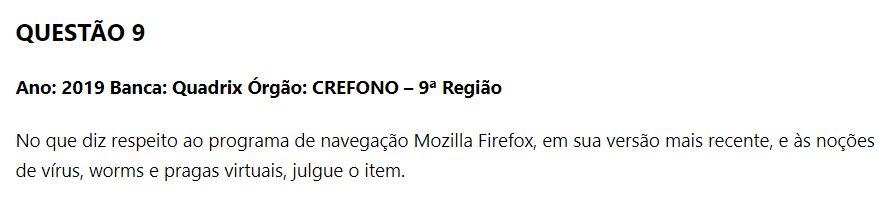 QUESTÃO 9
Ano: 2019 Banca: Quadrix Órgão: CREFONO – 9ª Região
No que diz respeito ao programa de navegação Mozilla Firefox, em sua versão mais recente, e às noções
de vírus, worms e pragas virtuais, julgue o item.